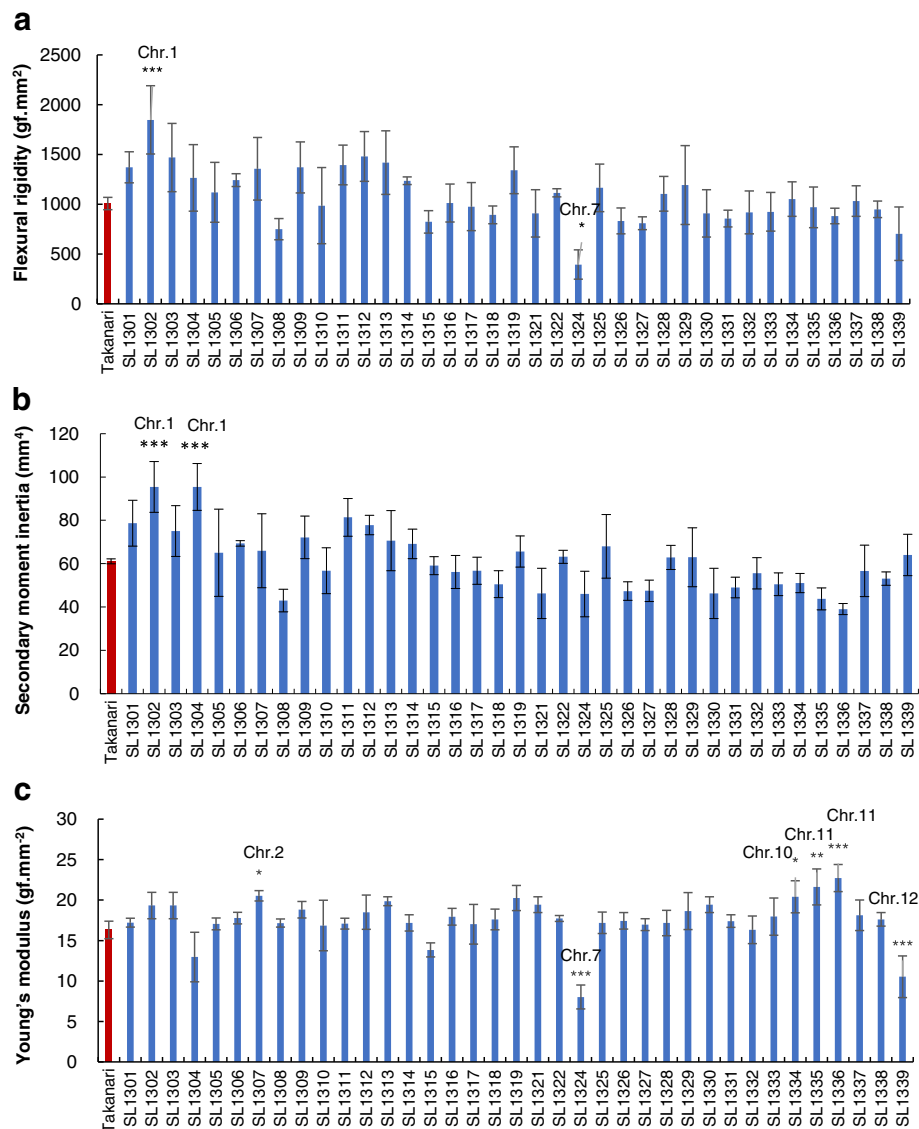 a
Chr.1
***
Chr.7
*
Flexural rigidity (gf.mm²)
2500
2000
1500
1000
500
0
Takanari
SL1301
SL1302
SL1303
SL1304
SL1305
SL1306
SL1307
SL1308
SL1309
SL1310
SL1311
SL1312
SL1313
SL1314
SL1315
SL1316
SL1317
SL1318
SL1319
SL1321
SL1322
SL1324
SL1325
SL1326
SL1327
SL1328
SL1329
SL1330
SL1331
SL1332
SL1333
SL1334
SL1335
SL1336
SL1337
SL1338
SL1339
b
Chr.1 Chr.1
*** ***
Secondary moment inertia (mm⁴)
120
100
80
60
40
20
0
Takanari
SL1301
SL1302
SL1303
SL1304
SL1305
SL1306
SL1307
SL1308
SL1309
SL1310
SL1311
SL1312
SL1313
SL1314
SL1315
SL1316
SL1317
SL1318
SL1319
SL1321
SL1322
SL1324
SL1325
SL1326
SL1327
SL1328
SL1329
SL1330
SL1331
SL1332
SL1333
SL1334
SL1335
SL1336
SL1337
SL1338
SL1339
c
Chr.2
*
Chr.7
***
Chr.10
*
Chr.11
**
Chr.11
***
Chr.12
***
Young's modulus (gf.mm⁻²)
30
25
20
15
10
5
0
Takanari
SL1301
SL1302
SL1303
SL1304
SL1305
SL1306
SL1307
SL1308
SL1309
SL1310
SL1311
SL1312
SL1313
SL1314
SL1315
SL1316
SL1317
SL1318
SL1319
SL1321
SL1322
SL1324
SL1325
SL1326
SL1327
SL1328
SL1329
SL1330
SL1331
SL1332
SL1333
SL1334
SL1335
SL1336
SL1337
SL1338
SL1339